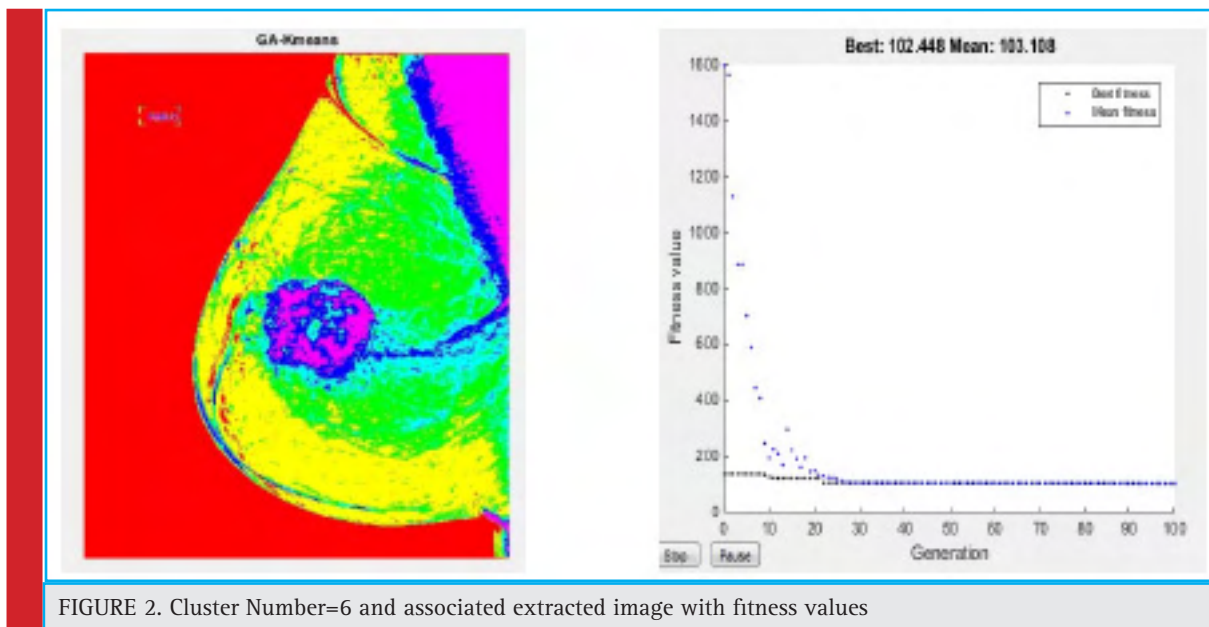 GA-Kmeans
Best: 102.448 Mean: 103.108
1600
1400
1200
1000
800
600
400
200
0
Fitness value
Best fitness
Mean fitness
0 10 20 30 40 50 60 70 80 90 100
Generation
Stop
Pause
FIGURE 2. Cluster Number=6 and associated extracted image with fitness values